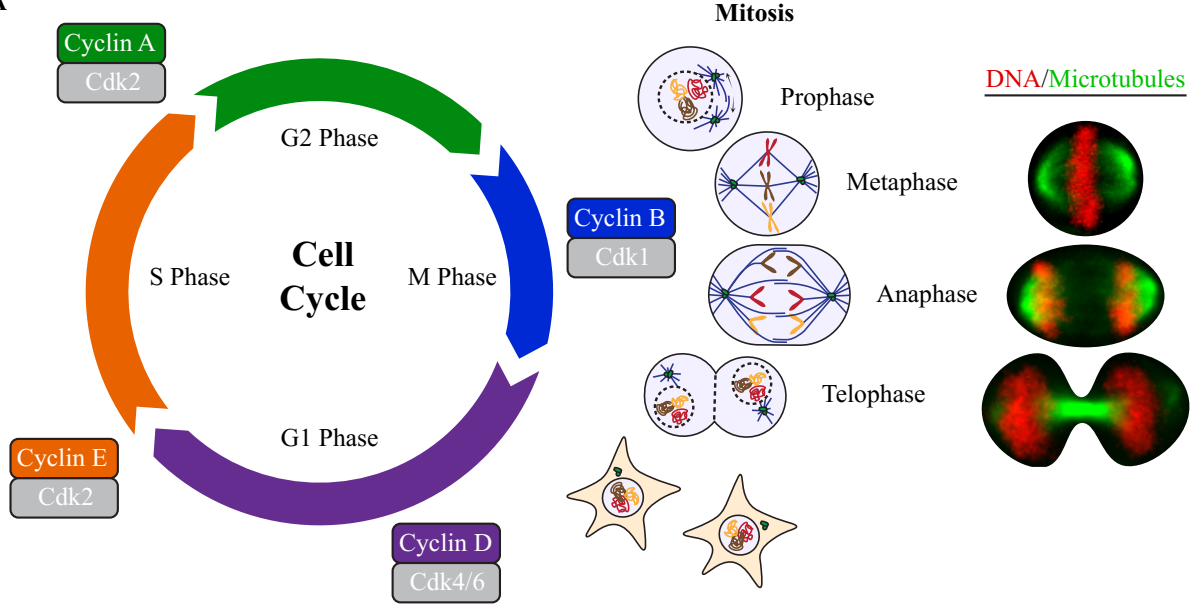 A
Mitosis
Cyclin A
Cdk2
DNA/Microtubules
Prophase
G2 Phase
Metaphase
Cyclin B
Cdk1
Cell
Cycle
S Phase
M Phase
Anaphase
Telophase
G1 Phase
Cyclin E
Cdk2
Cyclin D
Cdk4/6